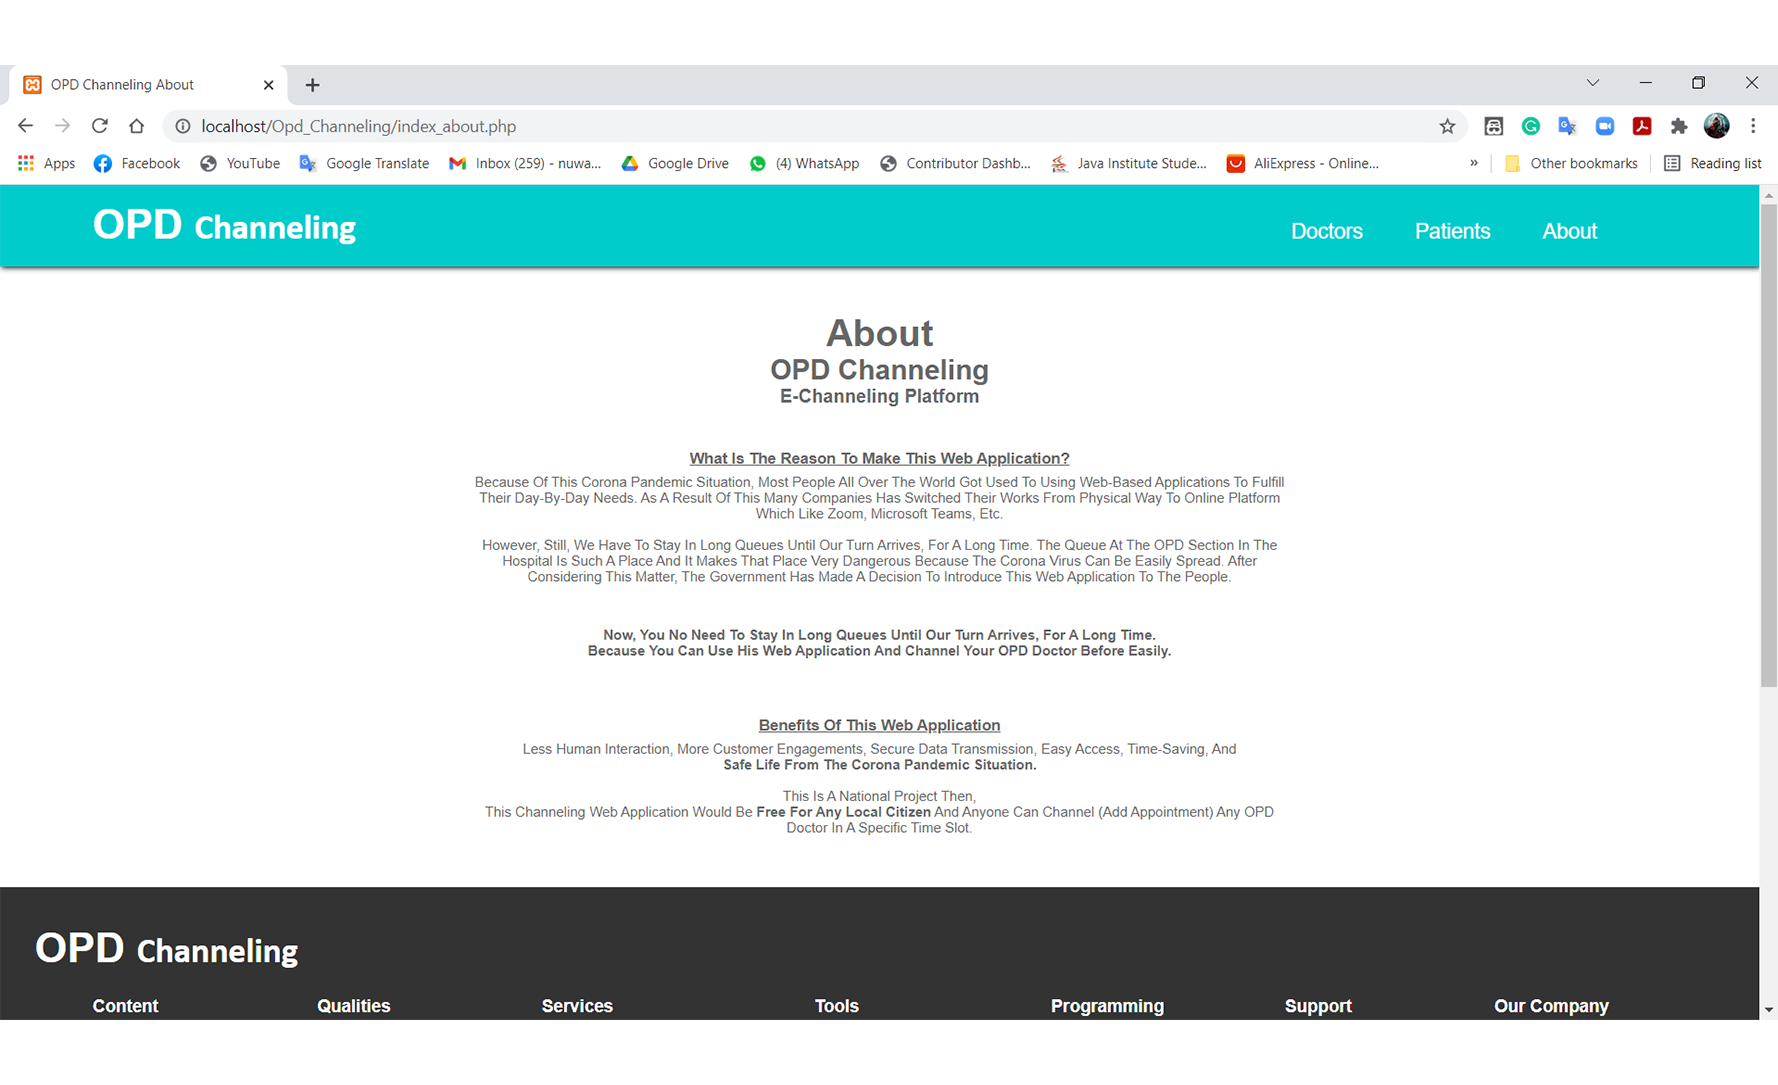 OPD Channeling About
localhost/Opd_Channeling/index_about.php
Apps Facebook YouTube Google Translate Inbox (259) - nuwa... Google Drive (4) WhatsApp Contributor Dashb... Java Institute Stude... AliExpress - Online... » Other bookmarks Reading list
OPD Channeling Doctors Patients About
About
OPD Channeling
E-Channeling Platform
What Is The Reason To Make This Web Application?
Because Of This Corona Pandemic Situation, Most People All Over The World Got Used To Using Web-Based Applications To Fulfill
Their Day-By-Day Needs. As A Result Of This Many Companies Has Switched Their Works From Physical Way To Online Platform
Which Like Zoom, Microsoft Teams, Etc.
However, Still, We Have To Stay In Long Queues Until Our Turn Arrives, For A Long Time. The Queue At The OPD Section In The
Hospital Is Such A Place And It Makes That Place Very Dangerous Because The Corona Virus Can Be Easily Spread. After
Considering This Matter, The Government Has Made A Decision To Introduce This Web Application To The People.
Now, You No Need To Stay In Long Queues Until Our Turn Arrives, For A Long Time.
Because You Can Use His Web Application And Channel Your OPD Doctor Before Easily.
Benefits Of This Web Application
Less Human Interaction, More Customer Engagements, Secure Data Transmission, Easy Access, Time-Saving, And
Safe Life From The Corona Pandemic Situation.
This Is A National Project Then,
This Channeling Web Application Would Be Free For Any Local Citizen And Anyone Can Channel (Add Appointment) Any OPD
Doctor In A Specific Time Slot.
OPD Channeling
Content Qualities Services Tools Programming Support Our Company